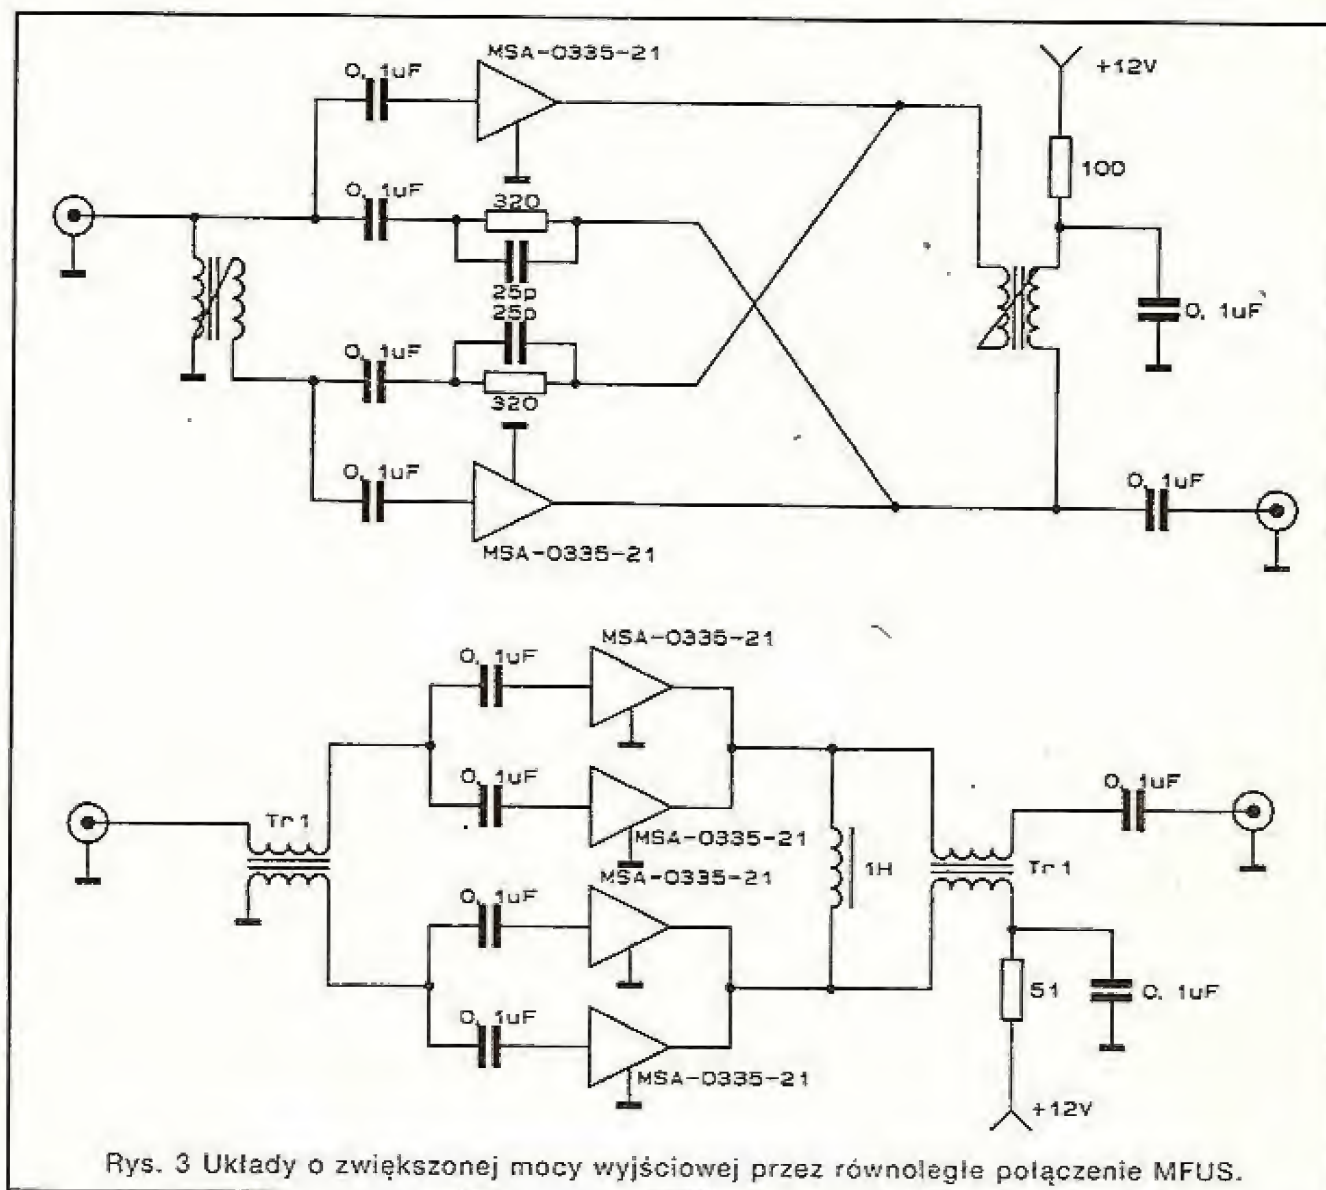 MSA-0335-21
0, 1uF
+12V
100
0, 1uF
320
25p
25p
0, 1uF
0, 1uF
320
0, 1uF
0, 1uF
MSA-0335-21
MSA-0335-21
0, 1uF
0, 1uF
0, 1uF
Tr1
MSA-0335-21
MSA-0335-21
1H
Tr1
0, 1uF
51
0, 1uF
0, 1uF
MSA-0335-21
+12V
Rys. 3 Układy o zwiększonej mocy wyjściowej przez równoległe połączenie MFUS.